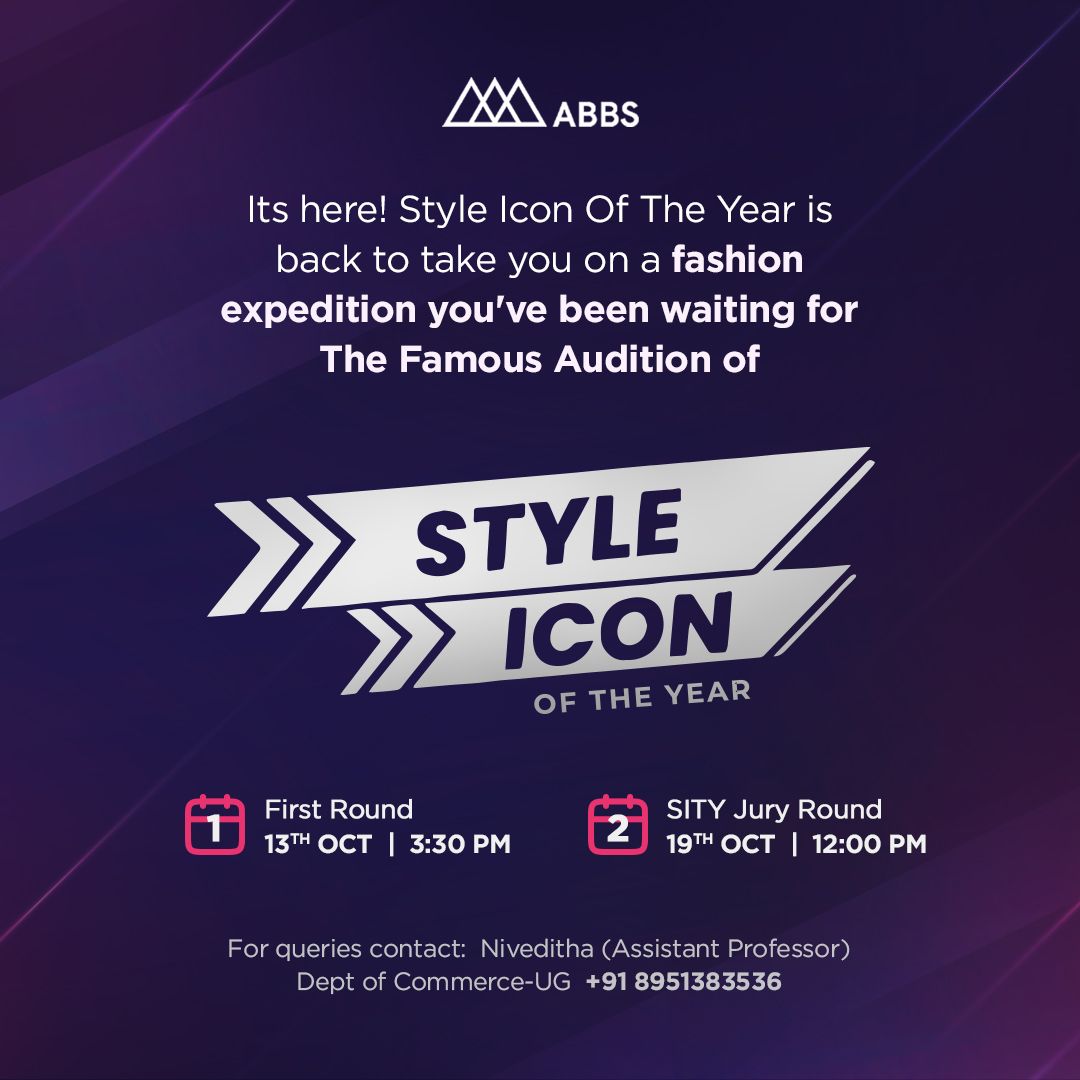 ABBS
Its here! Style Icon Of The Year is
back to take you on a fashion
expedition you've been waiting for
The Famous Audition of
STYLE
ICON
OF THE YEAR
1
First Round
13TH OCT | 3:30 PM
2
SITY Jury Round
19TH OCT | 12:00 PM
For queries contact: Niveditha (Assistant Professor)
Dept of Commerce-UG +91 8951383536